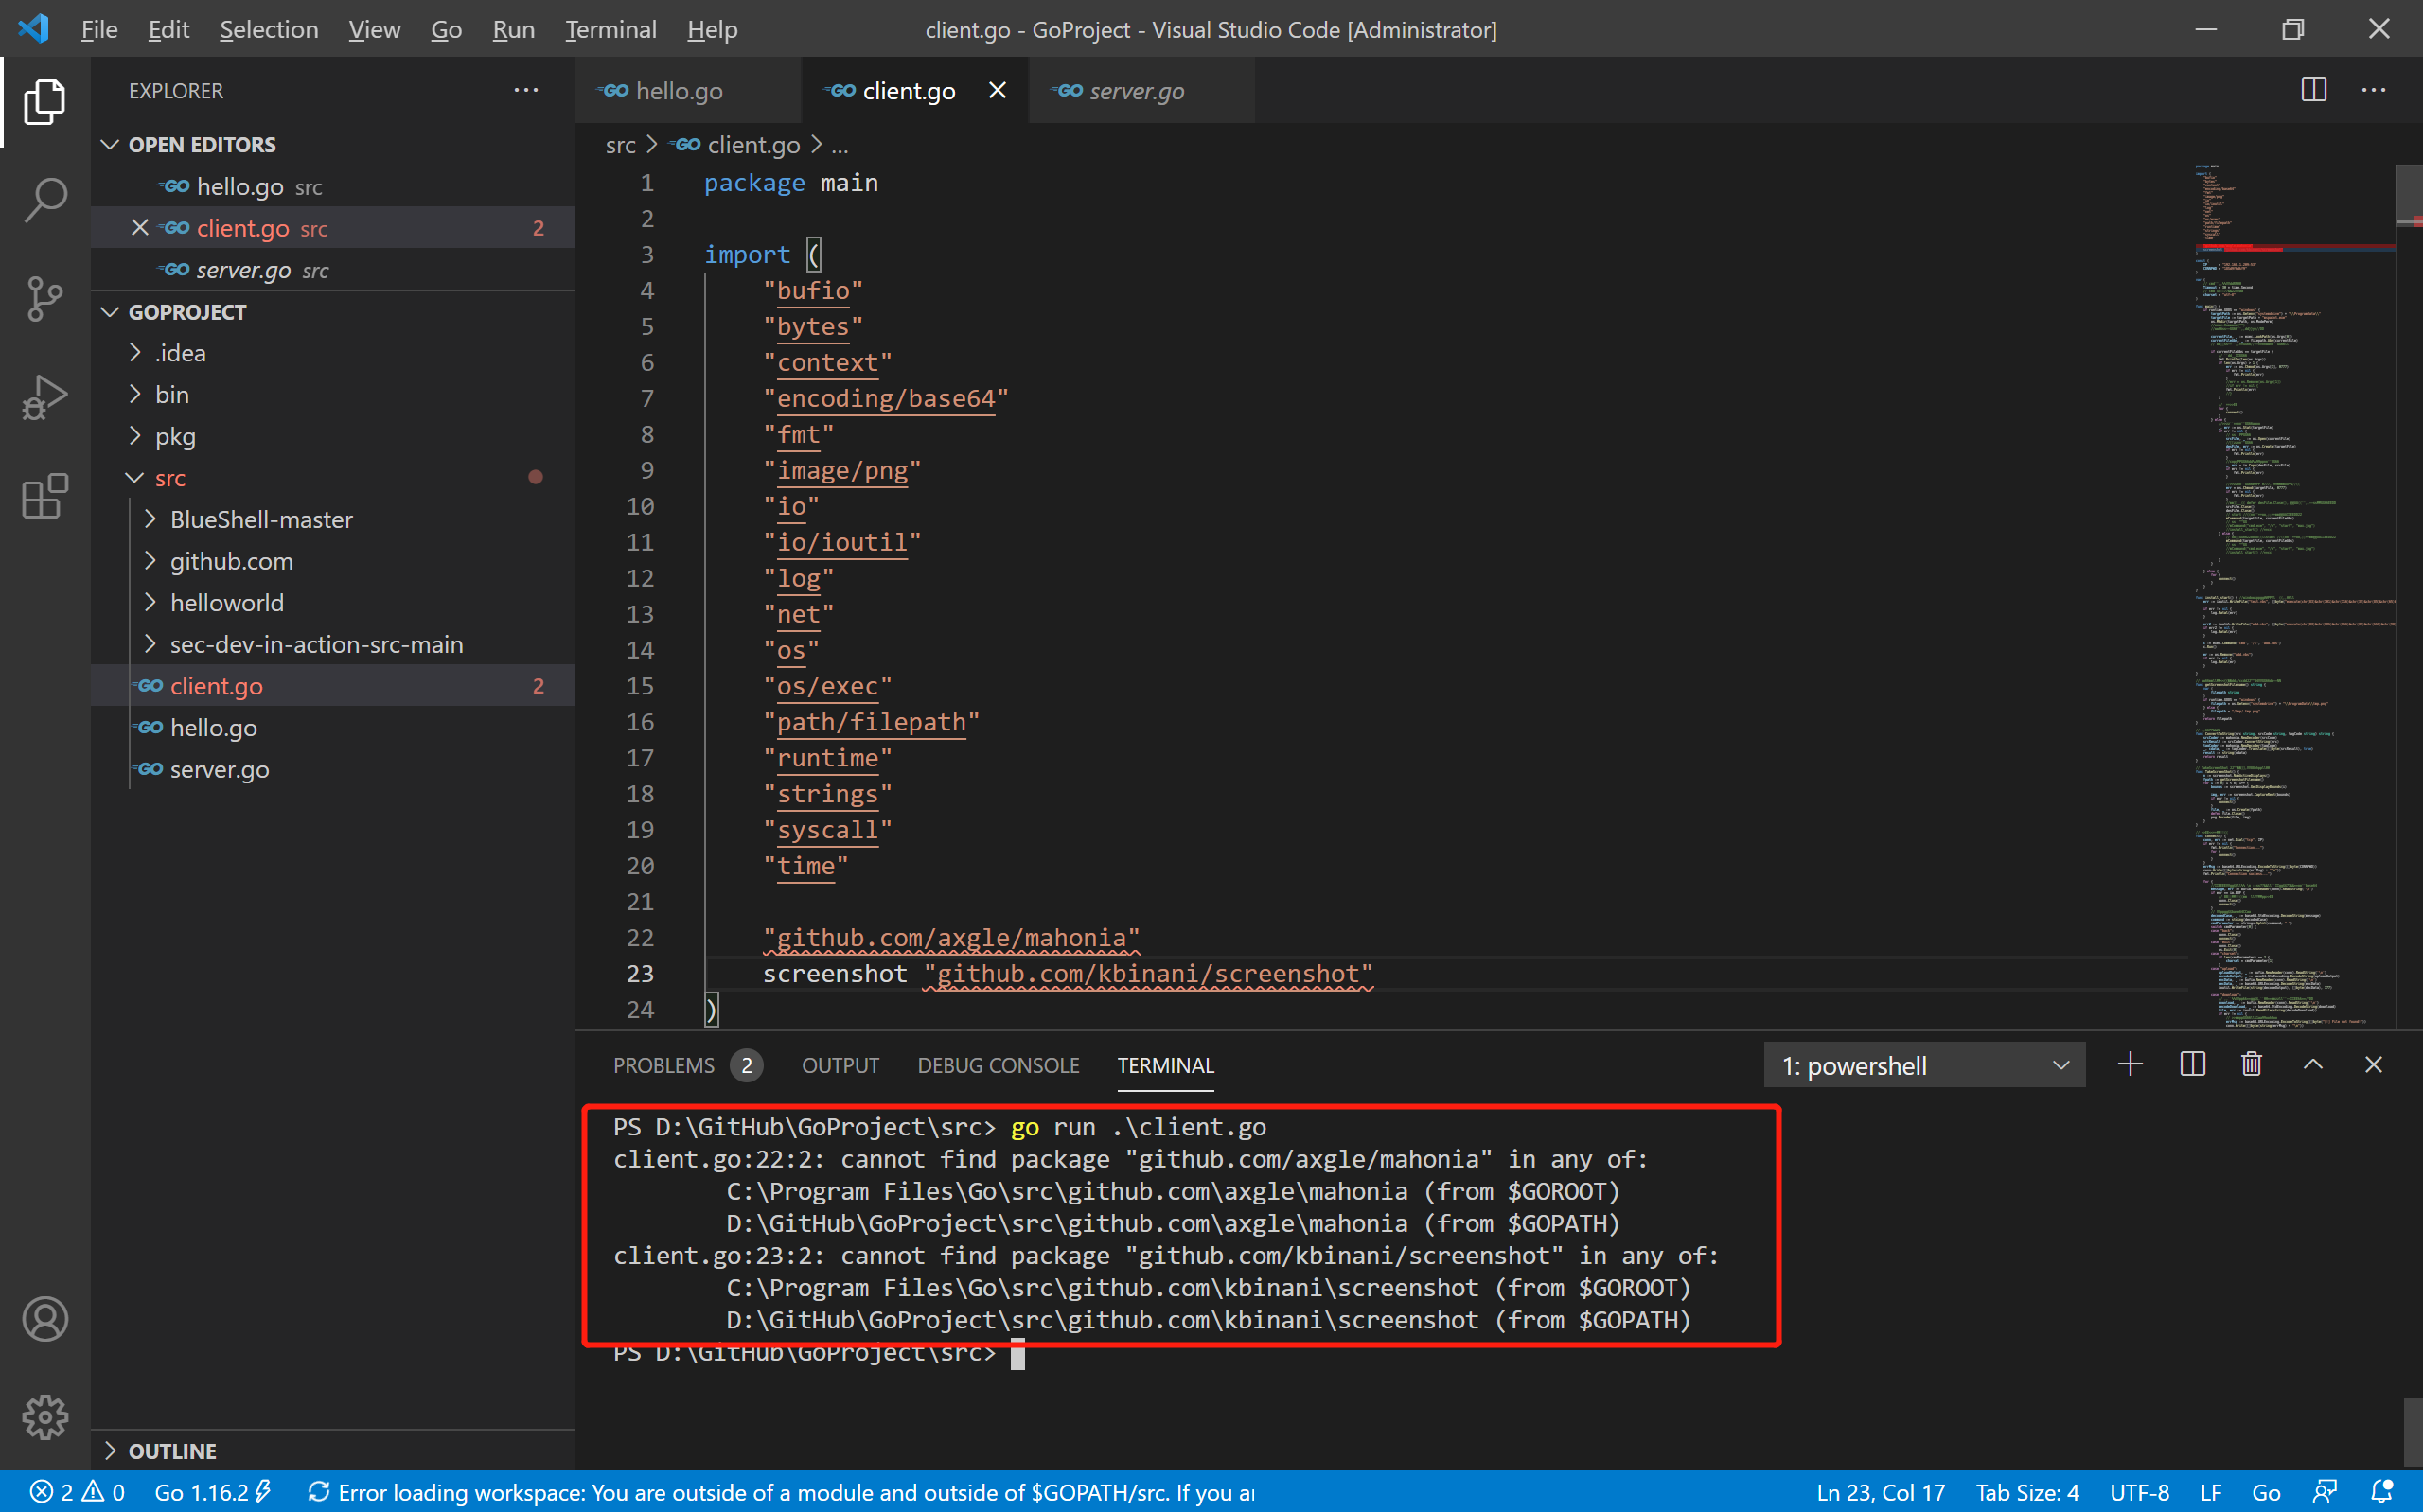 File Edit Selection View Go Run Terminal Help
client.go - GoProject - Visual Studio Code [Administrator]
EXPLORER
OPEN EDITORS
hello.go src
client.go src 2
server.go src
GOPROJECT
.idea
bin
pkg
src
BlueShell-master
github.com
helloworld
sec-dev-in-action-src-main
client.go 2
hello.go
server.go
OUTLINE
hello.go client.go server.go
src > client.go > ...
1 package main
2
3 import (
4 "bufio"
5 "bytes"
6 "context"
7 "encoding/base64"
8 "fmt"
9 "image/png"
10 "io"
11 "io/ioutil"
12 "log"
13 "net"
14 "os"
15 "os/exec"
16 "path/filepath"
17 "runtime"
18 "strings"
19 "syscall"
20 "time"
21
22 "github.com/axgle/mahonia"
23 screenshot "github.com/kbinani/screenshot"
24 )
PROBLEMS 2 OUTPUT DEBUG CONSOLE TERMINAL
1: powershell
PS D:\GitHub\GoProject\src> go run .\client.go
client.go:22:2: cannot find package "github.com/axgle/mahonia" in any of:
C:\Program Files\Go\src\github.com\axgle\mahonia (from $GOROOT)
D:\GitHub\GoProject\src\github.com\axgle\mahonia (from $GOPATH)
client.go:23:2: cannot find package "github.com/kbinani/screenshot" in any of:
C:\Program Files\Go\src\github.com\kbinani\screenshot (from $GOROOT)
D:\GitHub\GoProject\src\github.com\kbinani\screenshot (from $GOPATH)
PS D:\GitHub\GoProject\src>
2 0 Go 1.16.2 Error loading workspace: You are outside of a module and outside of $GOPATH/src. If you
Ln 23, Col 17 Tab Size: 4 UTF-8 LF Go